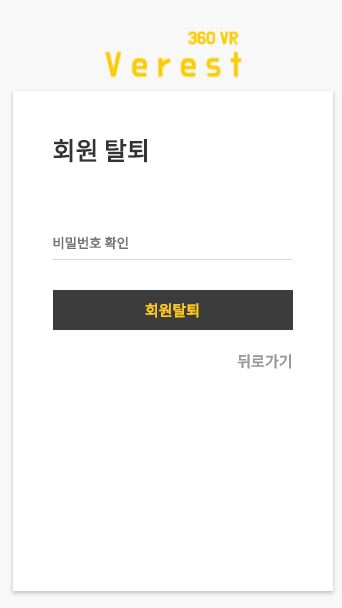 360 VR
Verest
회원 탈퇴
비밀번호 확인
회원탈퇴
뒤로가기